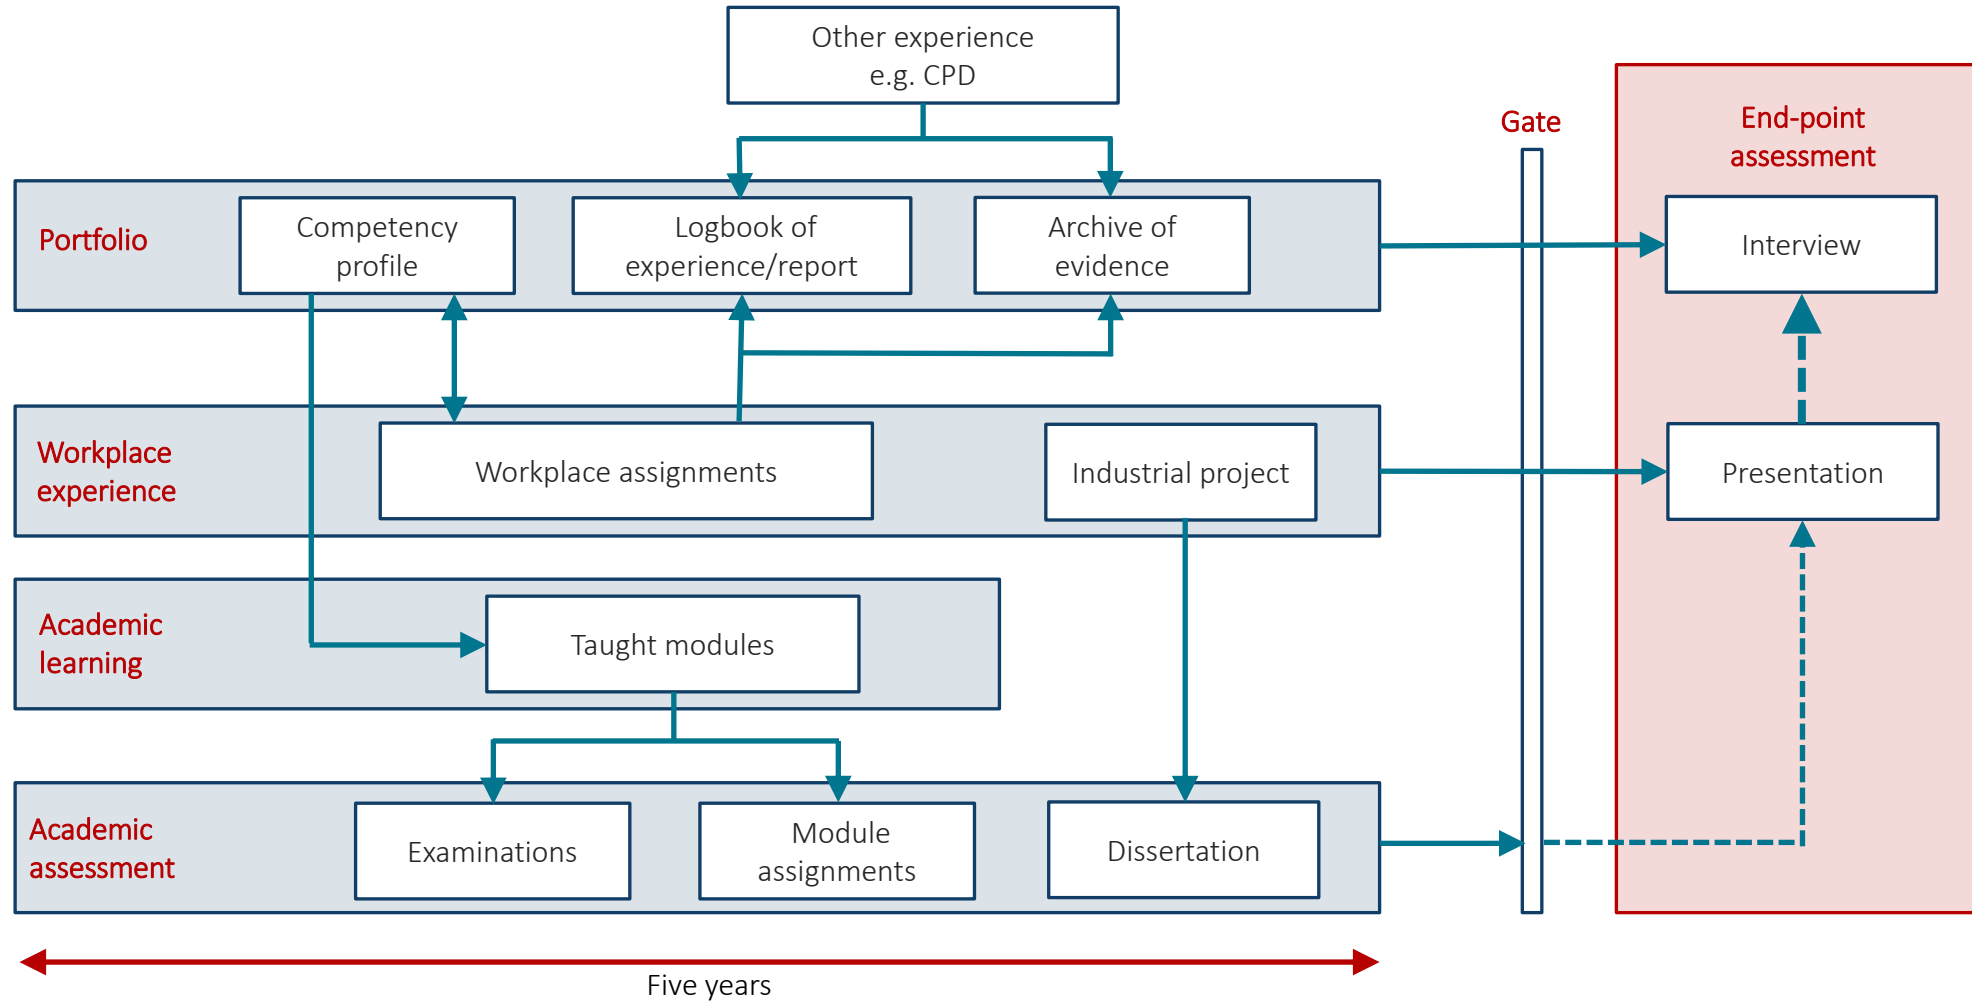 Other experience
e.g. CPD
Gate
End-point
assessment
Portfolio
Competency
profile
Logbook of
experience/report
Archive of
evidence
Interview
Workplace
experience
Workplace assignments
Industrial project
Presentation
Academic
learning
Taught modules
Academic
assessment
Examinations
Module
assignments
Dissertation
Five years